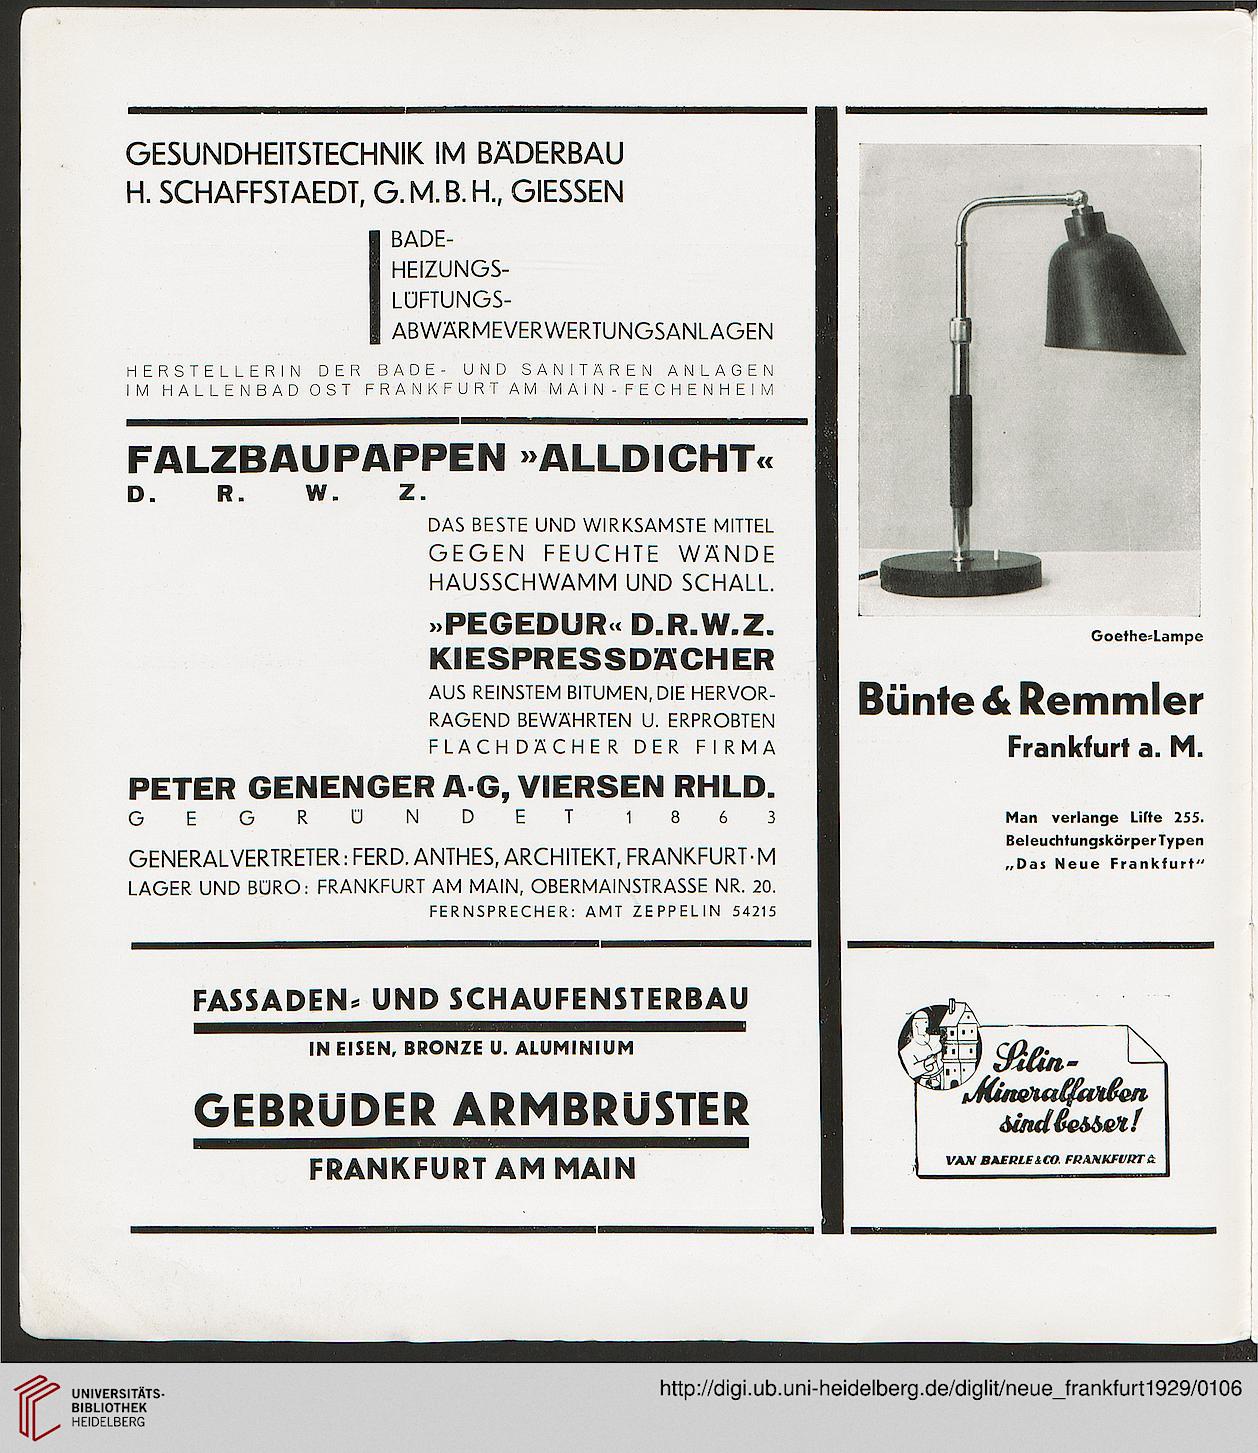 GESUNDHEITSTECHNIK IM BÄDERBAU
H. SCHAFFSTAEDT, G.M.B.H., GIESSEN
BADE-
HEIZUNGS-
LÜFTUNGS-
ABWÄRMEVERWERTUNGSANLAGEN
HERSTELLERIN DER BADE- UND SANITÄREN ANLAGEN
IM HALLENBAD OST FRANKFURT AM MAIN-FECHENHEIM
FALZBAUPAPPEN »ALLDICHT«
D. R. W. Z.
DAS BESTE UND WIRKSAMSTE MITTEL
GEGEN FEUCHTE WÄNDE
HAUSSCHWAMM UND SCHALL.
»PEGEDUR« D.R.W.Z.
KIESPRESSDÄCHER
AUS REINSTEM BITUMEN, DIE HERVOR-
RAGEND BEWÄHRTEN U. ERPROBTEN
FLACHDÄCHER DER FIRMA
PETER GENENGER A·G, VIERSEN RHLD.
GEGRÜNDET 1863
GENERALVERTRETER: FERD. ANTHES, ARCHITEKT, FRANKFURT·M
LAGER UND BÜRO: FRANKFURT AM MAIN, OBERMAINSTRASSE NR. 20.
FERNSPRECHER: AMT ZEPPELIN 54215
FASSADEN- UND SCHAUFENSTERBAU
IN EISEN, BRONZE U. ALUMINIUM
GEBRÜDER ARMBRÜSTER
FRANKFURT AM MAIN
Goethe-Lampe
Bünte & Remmler
Frankfurt a. M.
Man verlange Liſte 255.
Beleuchtungskörper Typen
„Das Neue Frankfurt"
Silin-
Mineralfarben
sind besser!
VAN BAERLE & CO. FRANKFURT
UNIVERSITÄTS-
BIBLIOTHEK
HEIDELBERG
http://digi.ub.uni-heidelberg.de/diglit/neue_frankfurt1929/0106